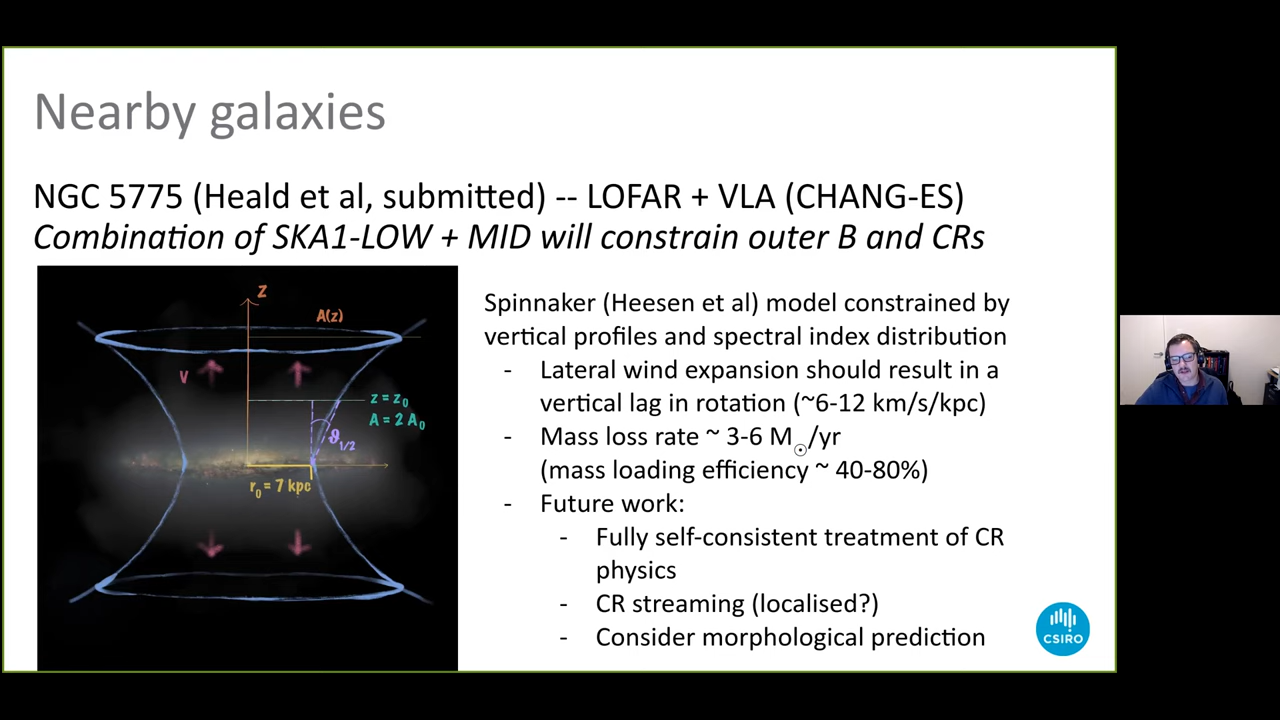 Nearby galaxies
NGC 5775 (Heald et al, submitted) -- LOFAR + VLA (CHANG-ES)
Combination of SKA1-LOW + MID will constrain outer B and CRs
Z
A(z)
V
z = z₀
A = 2 A₀
θ₁/₂
r₀ = 7 kpc
Spinnaker (Heesen et al) model constrained by
vertical profiles and spectral index distribution
- Lateral wind expansion should result in a
vertical lag in rotation (~6-12 km/s/kpc)
- Mass loss rate ~ 3-6 M☉/yr
(mass loading efficiency ~ 40-80%)
- Future work:
- Fully self-consistent treatment of CR
physics
- CR streaming (localised?)
- Consider morphological prediction
CSIRO